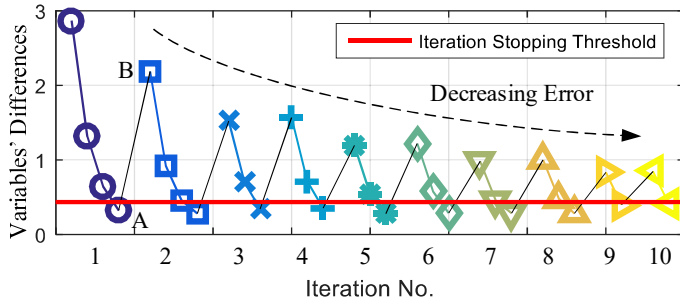 3
2
1
0
Variables' Differences
Iteration Stopping Threshold
B
Decreasing Error
A
1 2 3 4 5 6 7 8 9 10
Iteration No.